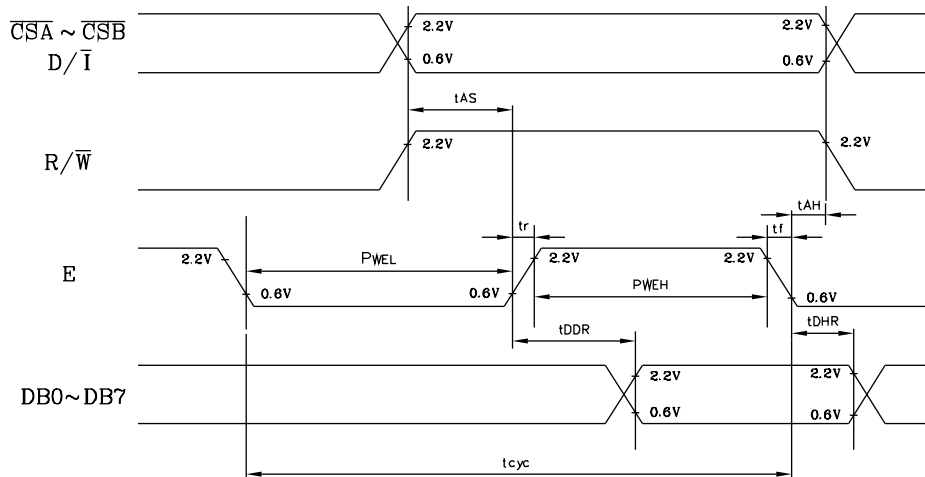 C̅S̅A̅ ~ C̅S̅B̅
D/I̅
2.2V 2.2V
0.6V 0.6V
tAS
R/W̅
2.2V 2.2V
tAH
tr tf
E
2.2V PWEL 2.2V 2.2V
0.6V 0.6V PWEH 0.6V
tDDR tDHR
DB0~DB7
2.2V 2.2V
0.6V 0.6V
tcyc